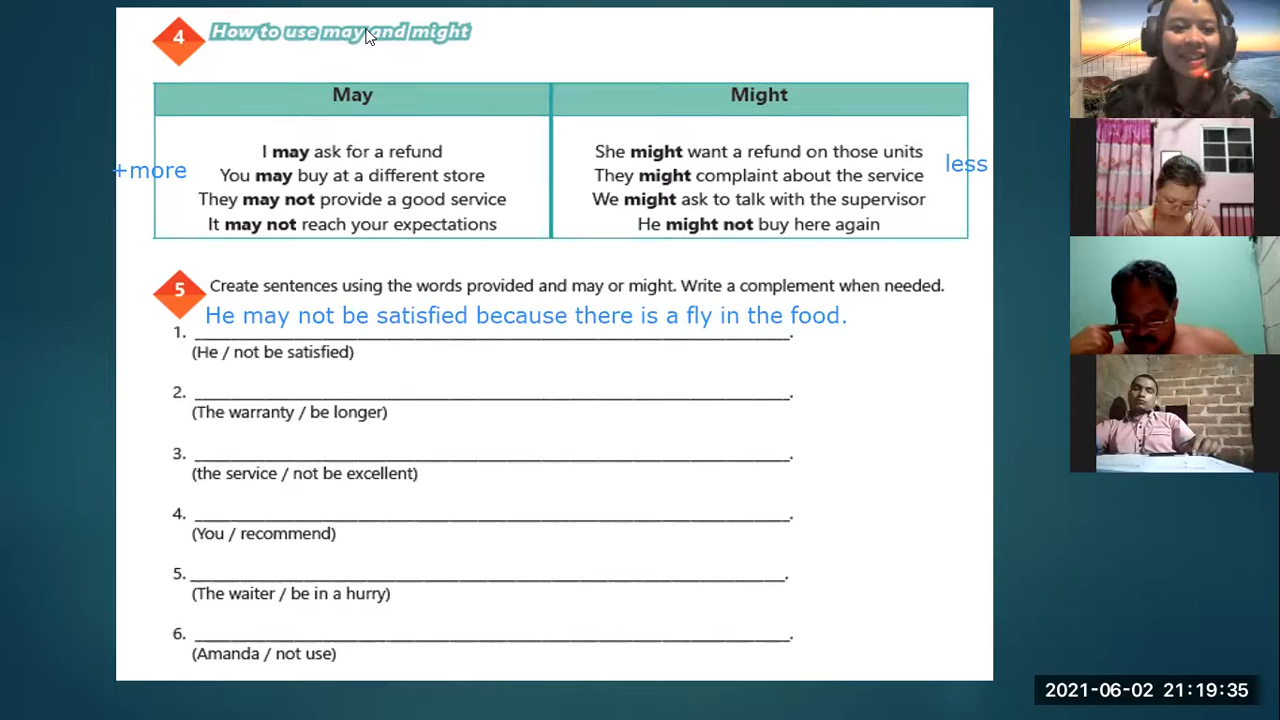 4 How to use may and might
May Might
I may ask for a refund She might want a refund on those units
+more You may buy at a different store They might complaint about the service less
They may not provide a good service We might ask to talk with the supervisor
It may not reach your expectations He might not buy here again
5 Create sentences using the words provided and may or might. Write a complement when needed.
He may not be satisfied because there is a fly in the food.
1. ______________________.
(He / not be satisfied)
2. ______________________.
(The warranty / be longer)
3. ______________________.
(the service / not be excellent)
4. ______________________.
(You / recommend)
5. ______________________.
(The waiter / be in a hurry)
6. ______________________.
(Amanda / not use)
2021-06-02 21:19:35